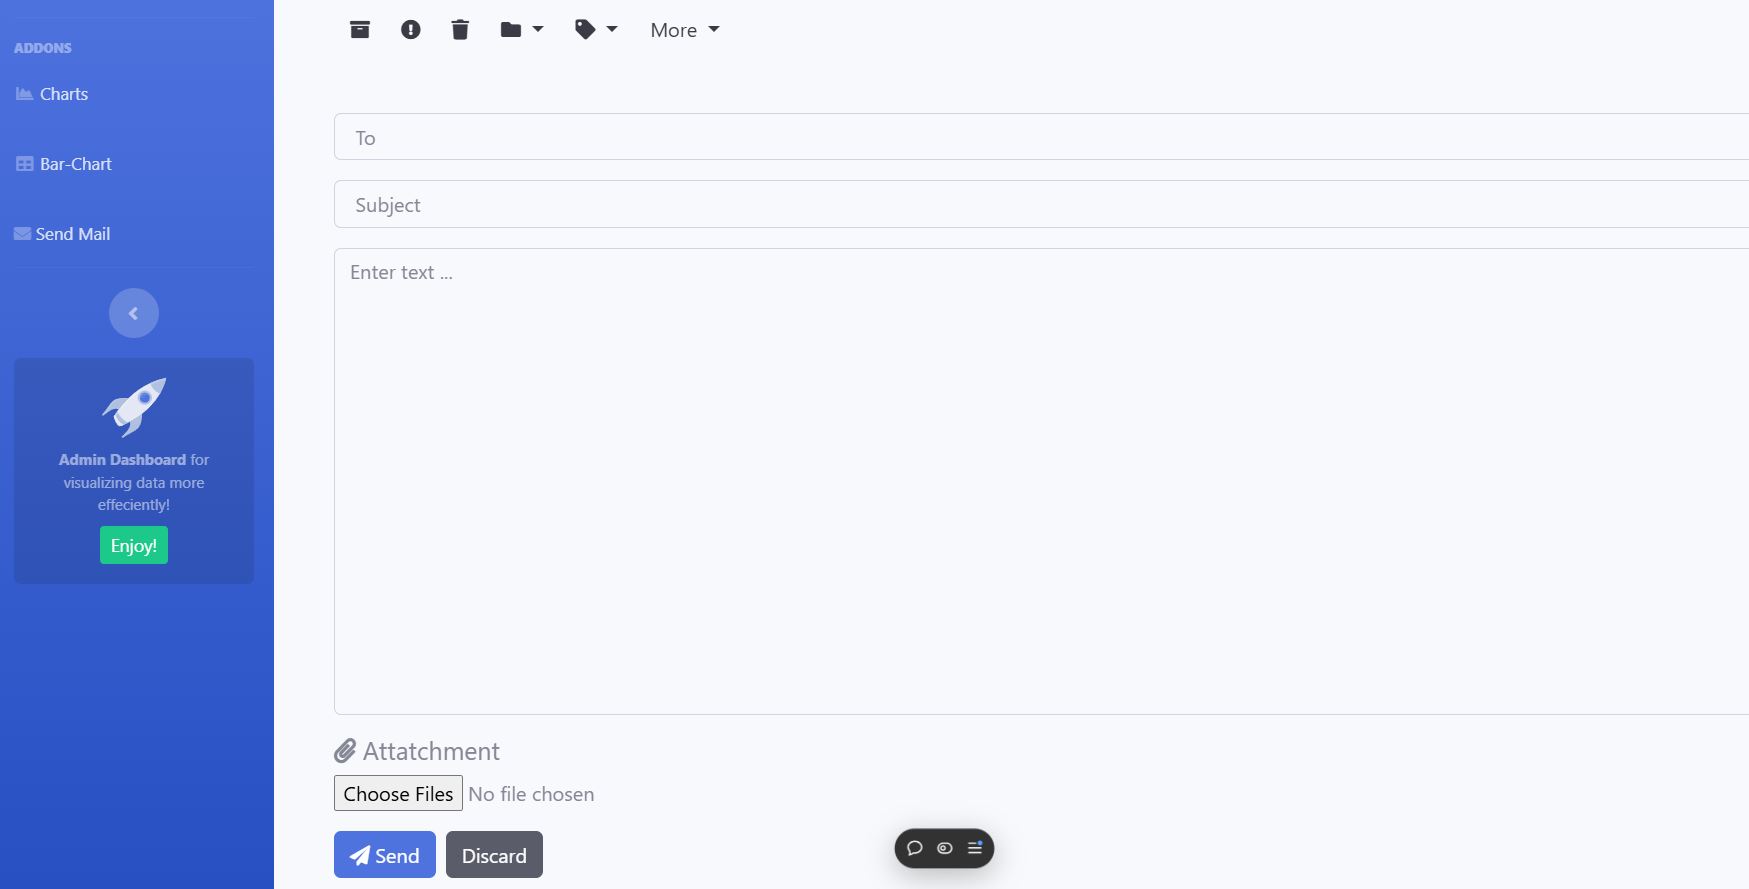 ADDONS
Charts
Bar-Chart
Send Mail
Admin Dashboard for
visualizing data more
effeciently!
Enjoy!
More
To
Subject
Enter text ...
Attatchment
Choose Files No file chosen
Send Discard